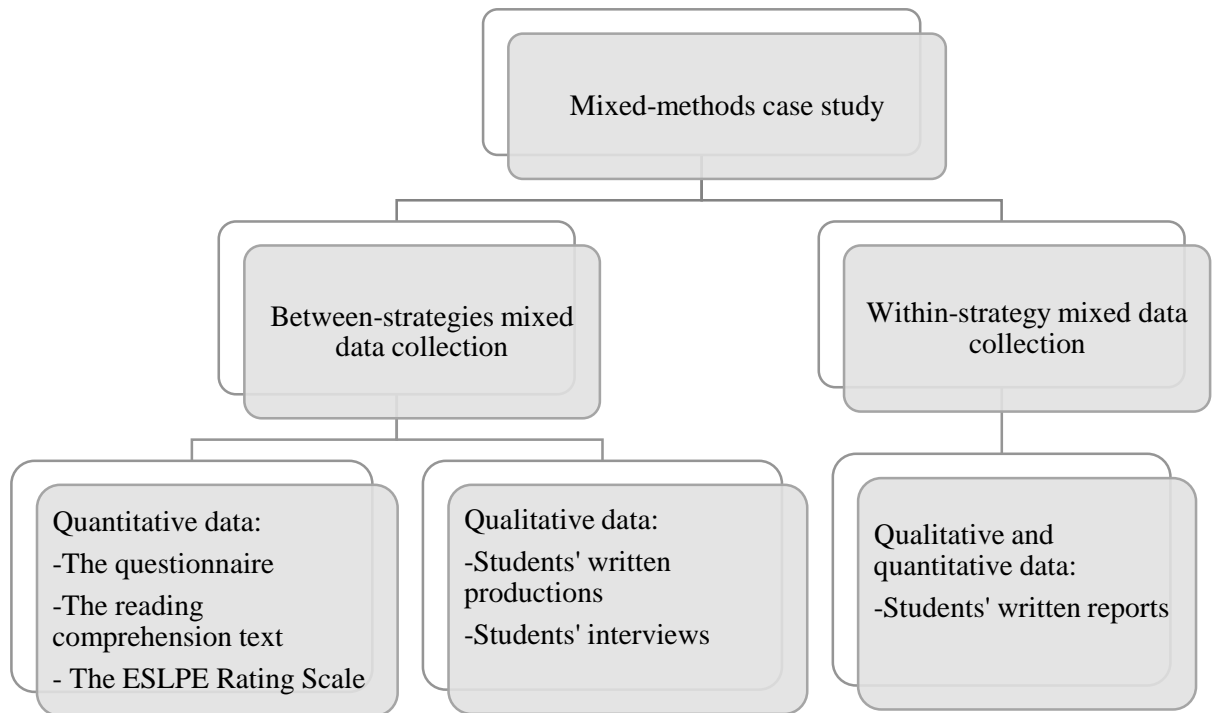 Mixed-methods case study
Between-strategies mixed
data collection
Within-strategy mixed data
collection
Quantitative data:
-The questionnaire
-The reading
comprehension text
- The ESLPE Rating Scale
Qualitative data:
-Students' written
productions
-Students' interviews
Qualitative and
quantitative data:
-Students' written reports